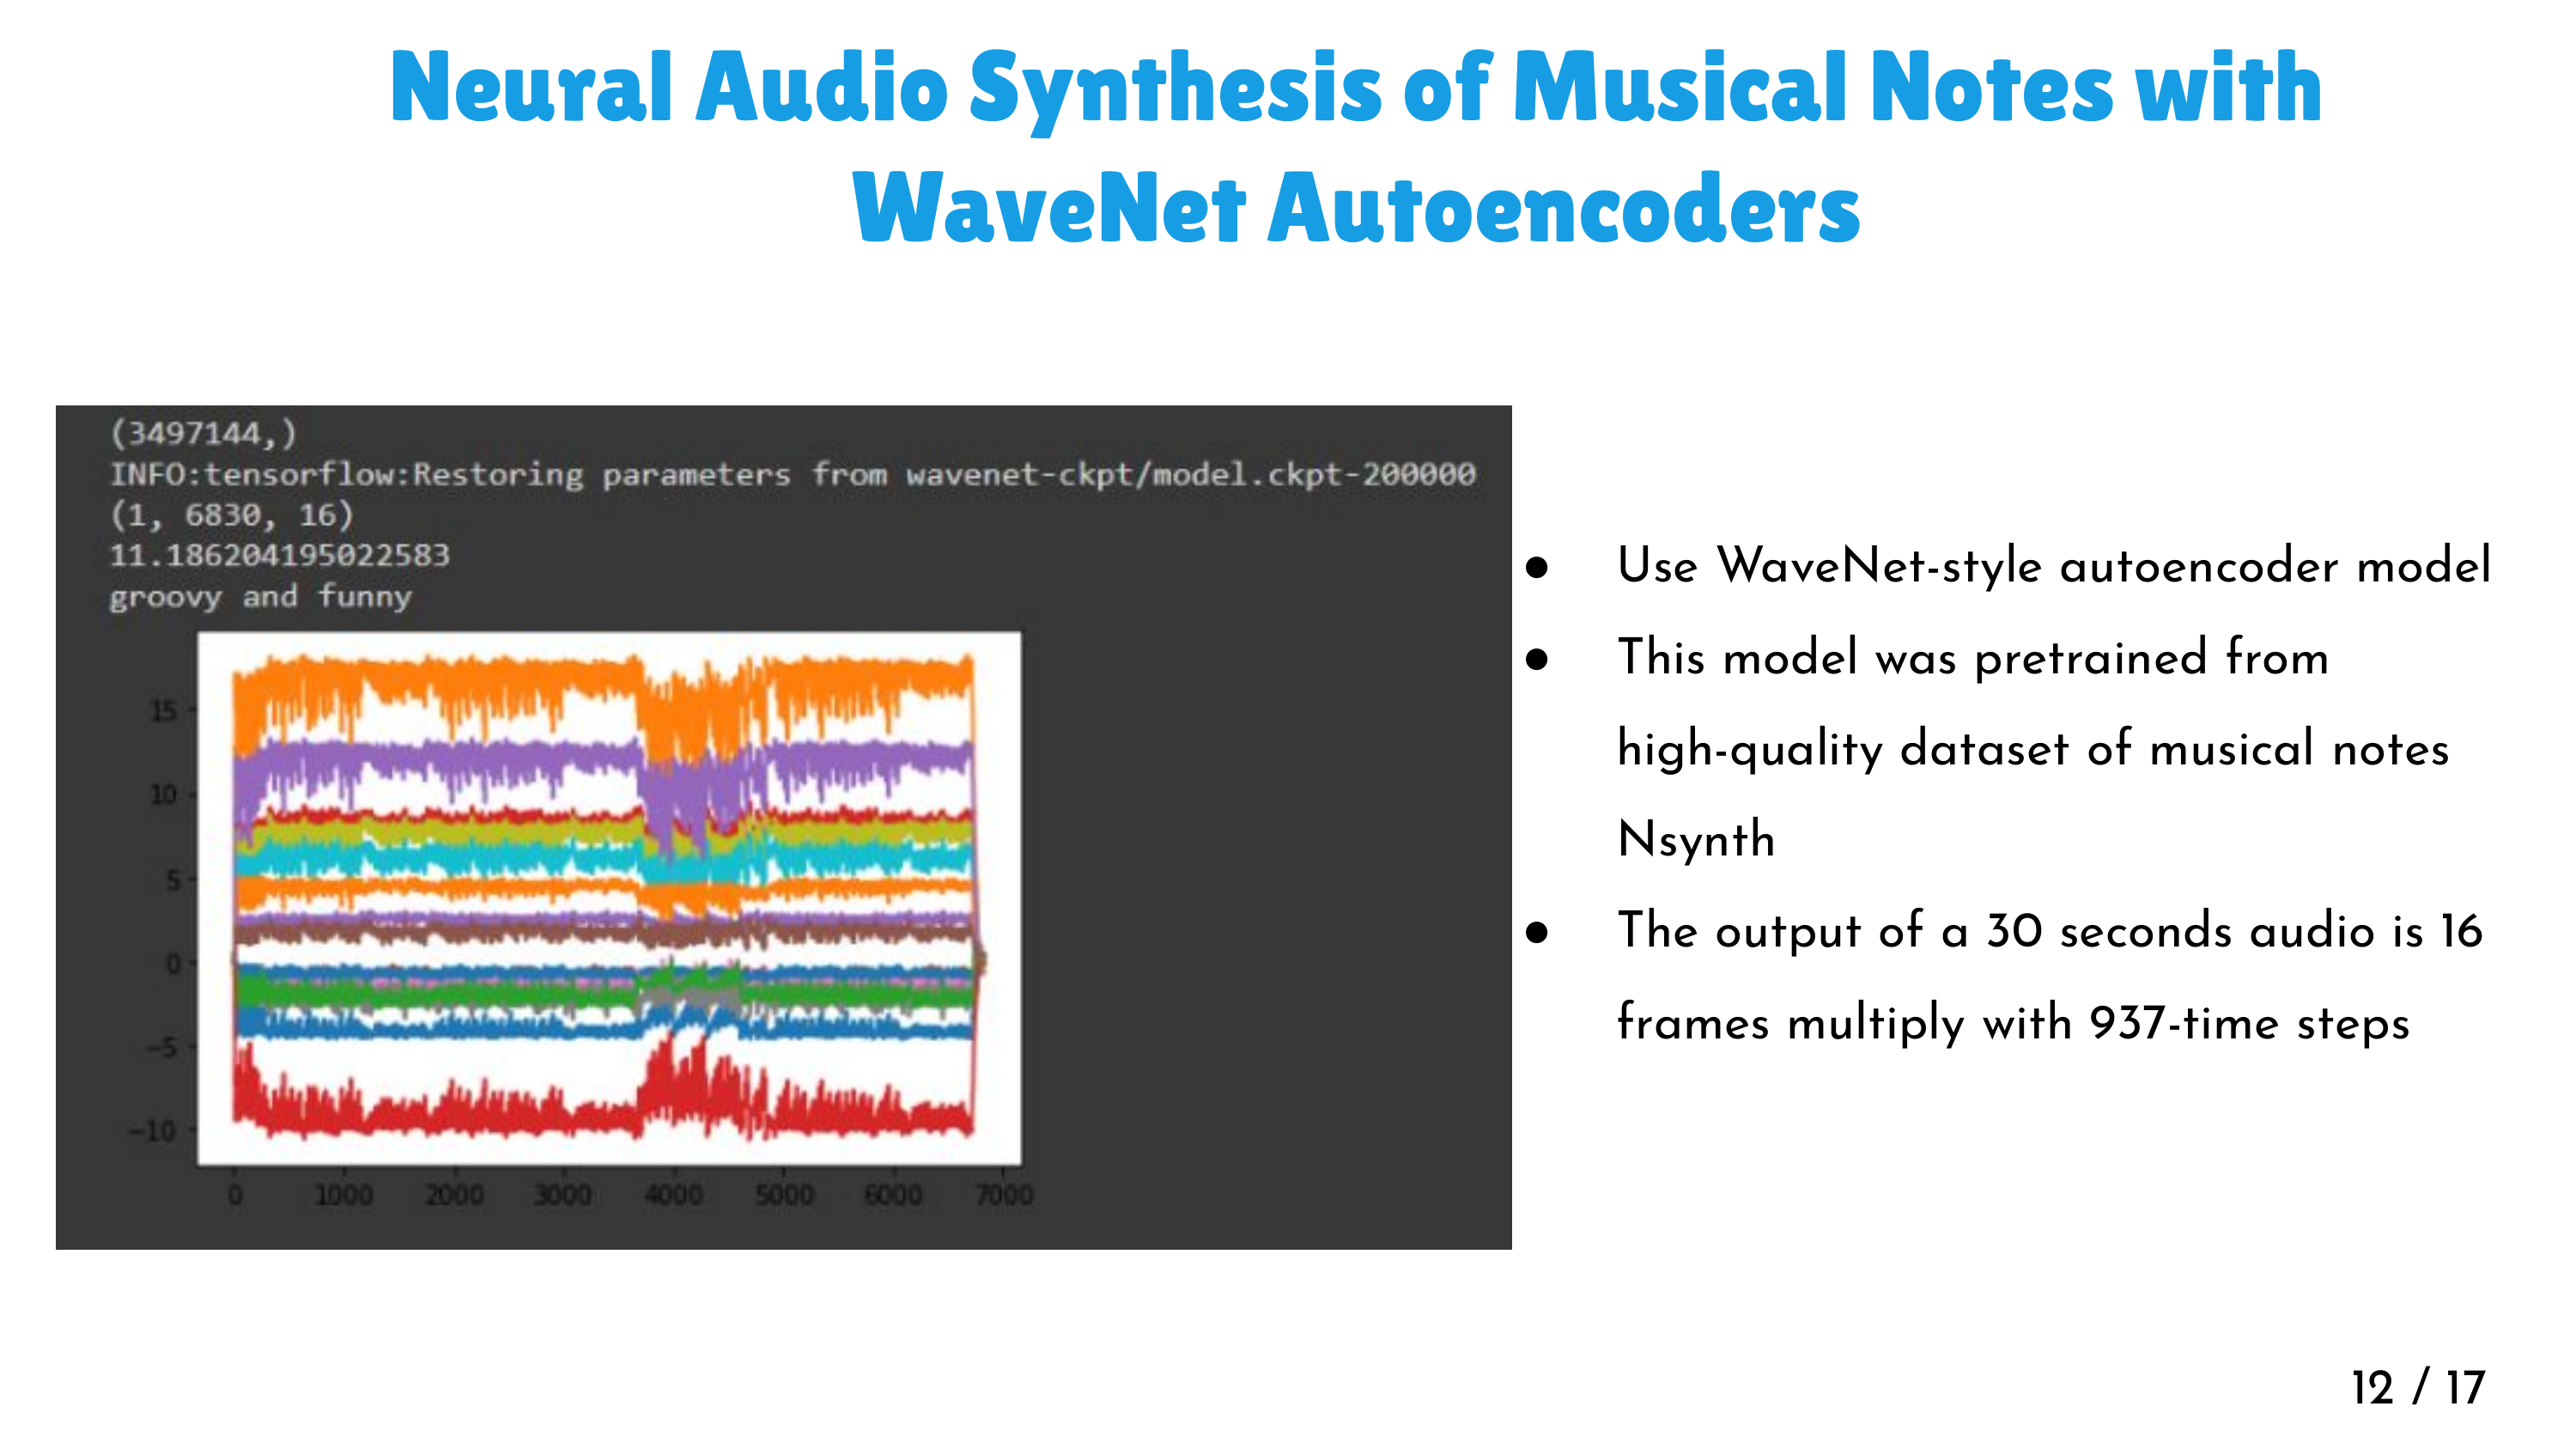 Neural Audio Synthesis of Musical Notes with
WaveNet Autoencoders
(3497144,)
INFO:tensorflow:Restoring parameters from wavenet-ckpt/model.ckpt-200000
(1, 6830, 16)
11.186204195022583
groovy and funny
15
10
5
0
−5
−10
0 1000 2000 3000 4000 5000 6000 7000
● Use WaveNet-style autoencoder model
● This model was pretrained from
high-quality dataset of musical notes
Nsynth
● The output of a 30 seconds audio is 16
frames multiply with 937-time steps
12 / 17